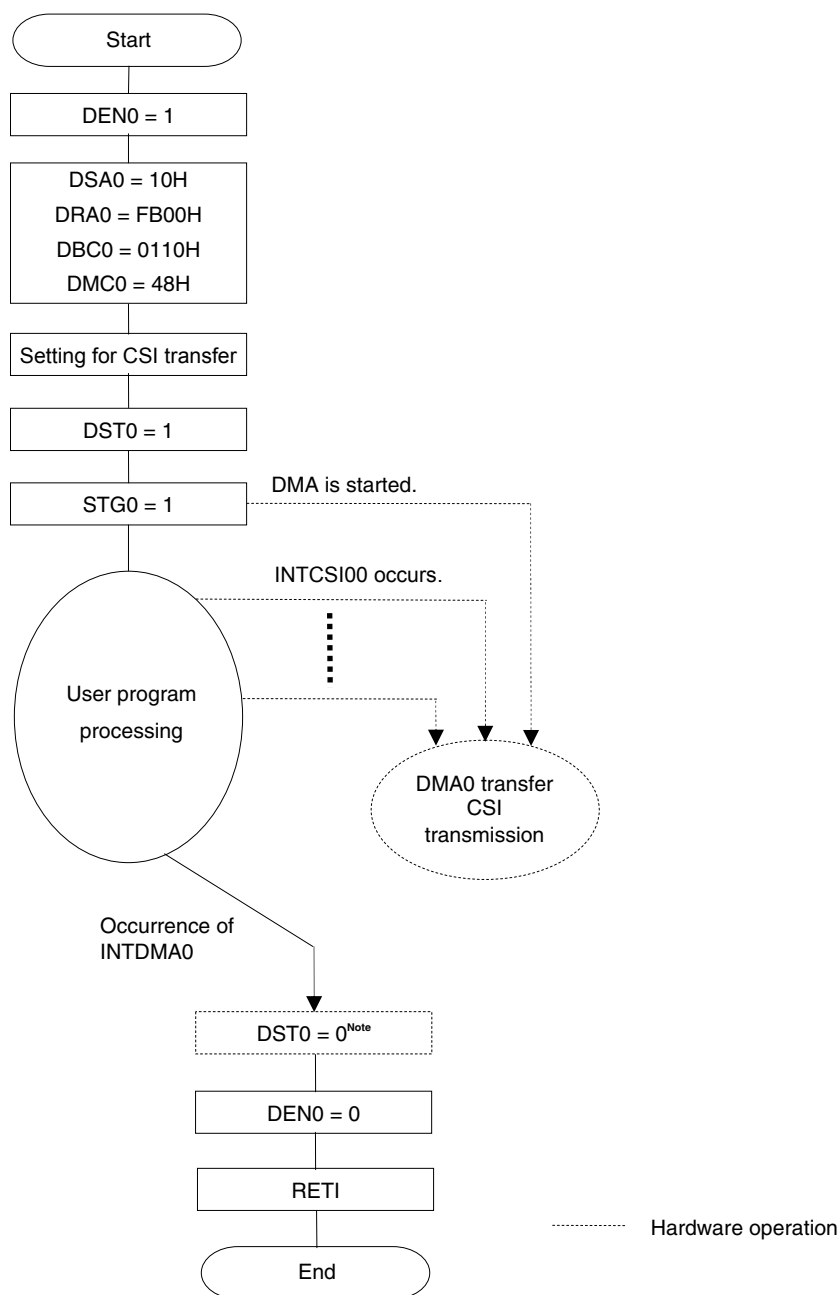 Start
DEN0 = 1
DSA0 = 10H
DRA0 = FB00H
DBC0 = 0110H
DMC0 = 48H
Setting for CSI transfer
DST0 = 1
STG0 = 1
DMA is started.
INTCSI00 occurs.
User program
processing
DMA0 transfer
CSI
transmission
Occurrence of
INTDMA0
DST0 = 0Note
DEN0 = 0
RETI
Hardware operation
End